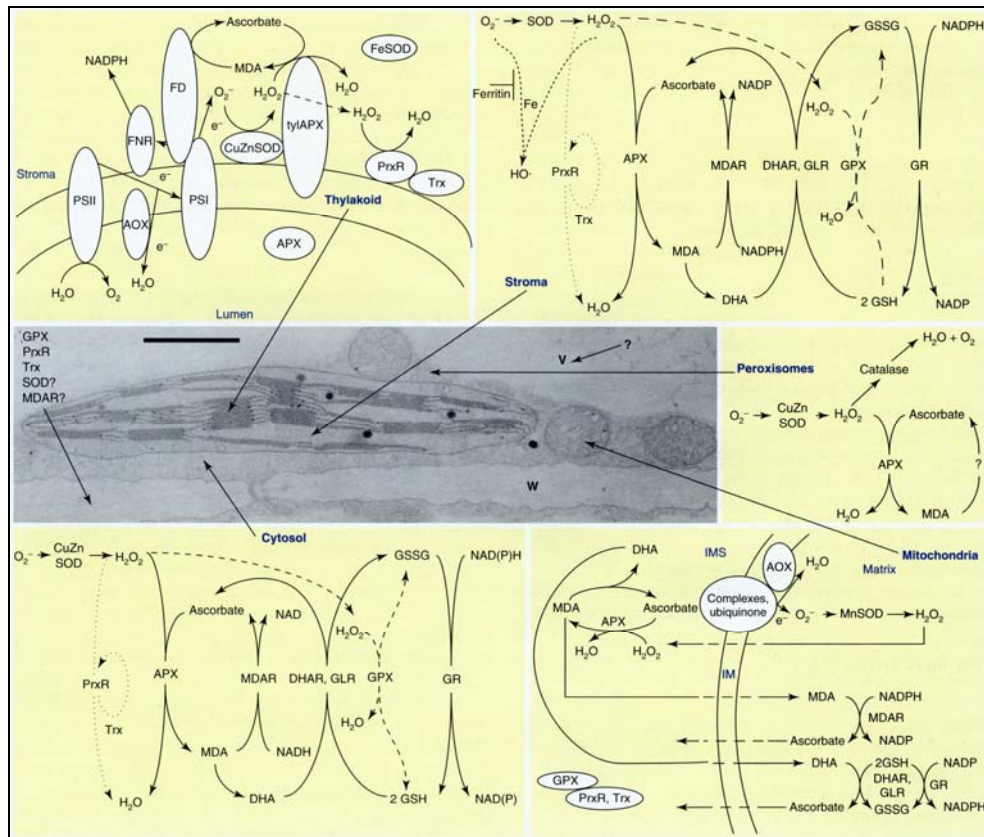 Ascorbate
FeSOD
NADPH
FD
MDA
H₂O
O₂⁻
H₂O₂
H₂O₂
H₂O
tylAPX
e⁻
FNR
CuZnSOD
PrxR
Trx
Stroma
e⁻
PSII
PSI
Thylakoid
AOX
APX
e⁻
H₂O
O₂
H₂O
Lumen
O₂⁻
SOD
H₂O₂
GSSG
NADPH
Ferritin
Fe
Ascorbate
NADP
H₂O₂
HO·
PrxR
APX
MDAR
DHAR, GLR
GPX
GR
Trx
H₂O
MDA
NADPH
Stroma
H₂O
DHA
2 GSH
NADP
GPX
PrxR
Trx
SOD?
MDAR?
V
?
W
Peroxisomes
H₂O + O₂
Catalase
O₂⁻
CuZn
SOD
H₂O₂
Ascorbate
APX
?
H₂O
MDA
Cytosol
O₂⁻
CuZn
SOD
H₂O₂
GSSG
NAD(P)H
Ascorbate
NAD
H₂O₂
PrxR
APX
MDAR
DHAR, GLR
GPX
GR
Trx
H₂O
MDA
NADH
H₂O
DHA
2 GSH
NAD(P)
DHA
IMS
AOX
Mitochondria
Matrix
H₂O
MDA
Ascorbate
Complexes,
ubiquinone
APX
e⁻
O₂⁻
MnSOD
H₂O₂
H₂O
H₂O₂
IM
MDA
NADPH
MDAR
Ascorbate
NADP
DHA
2GSH
NADP
DHAR,
GLR
GR
GPX
PrxR, Trx
Ascorbate
GSSG
NADPH